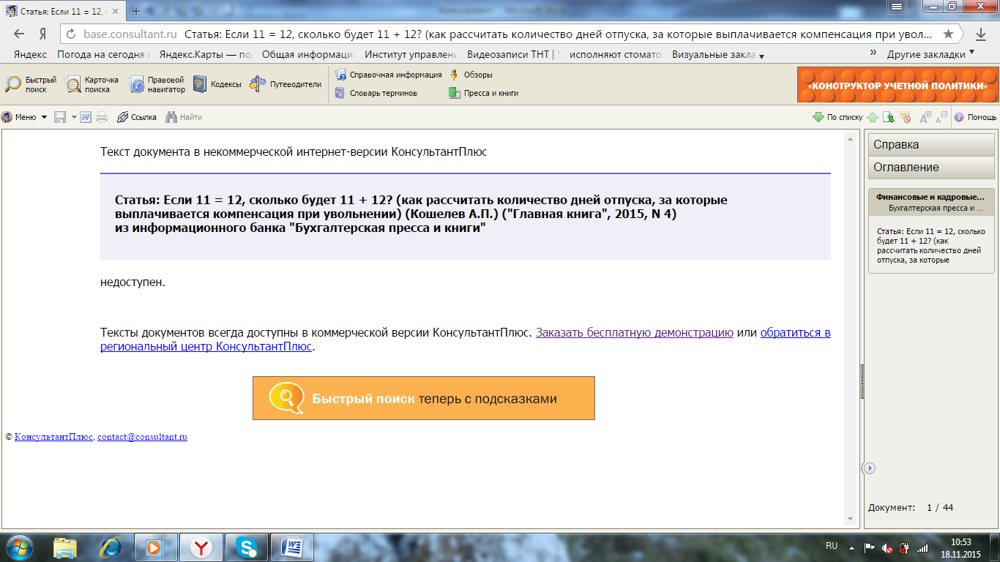 Статья: Если 11 = 12,
base.consultant.ru Статья: Если 11 = 12, сколько будет 11 + 12? (как рассчитать количество дней отпуска, за которые выплачивается компенсация при увол...
Яндекс Погода на сегодня Яндекс.Карты — по Общая информаци Институт управлени Видеозаписи ТНТ | исполняют стомато Визуальные закла » Другие закладки
Быстрый поиск Карточка поиска Правовой навигатор Кодексы Путеводители
Справочная информация Обзоры
Словарь терминов Пресса и книги
«КОНСТРУКТОР УЧЕТНОЙ ПОЛИТИКИ»
Меню Ссылка Найти По списку Помощь
Текст документа в некоммерческой интернет-версии КонсультантПлюс
Статья: Если 11 = 12, сколько будет 11 + 12? (как рассчитать количество дней отпуска, за которые
выплачивается компенсация при увольнении) (Кошелев А.П.) ("Главная книга", 2015, N 4)
из информационного банка "Бухгалтерская пресса и книги"
недоступен.
Тексты документов всегда доступны в коммерческой версии КонсультантПлюс. Заказать бесплатную демонстрацию или обратиться в
региональный центр КонсультантПлюс.
Быстрый поиск теперь с подсказками
© КонсультантПлюс, contact@consultant.ru
Справка
Оглавление
Финансовые и кадровые...
Бухгалтерская пресса и ...
Статья: Если 11 = 12, сколько
будет 11 + 12? (как
рассчитать количество дней
отпуска, за которые
Документ: 1 / 44
RU
10:53
18.11.2015